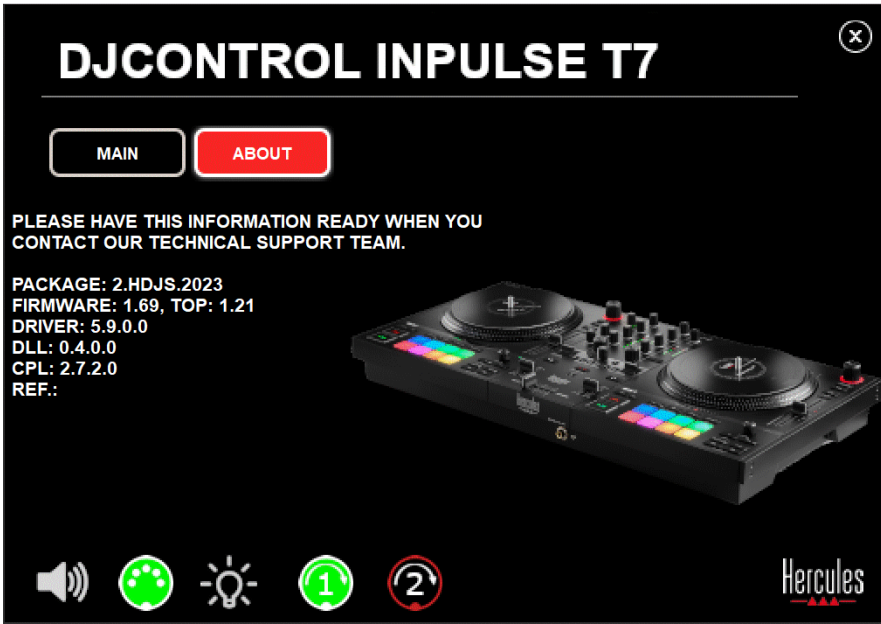 DJCONTROL INPULSE T7
MAIN
ABOUT
PLEASE HAVE THIS INFORMATION READY WHEN YOU
CONTACT OUR TECHNICAL SUPPORT TEAM.
PACKAGE: 2.HDJS.2023
FIRMWARE: 1.69, TOP: 1.21
DRIVER: 5.9.0.0
DLL: 0.4.0.0
CPL: 2.7.2.0
REF.:
Hercules
1
2
Hercules